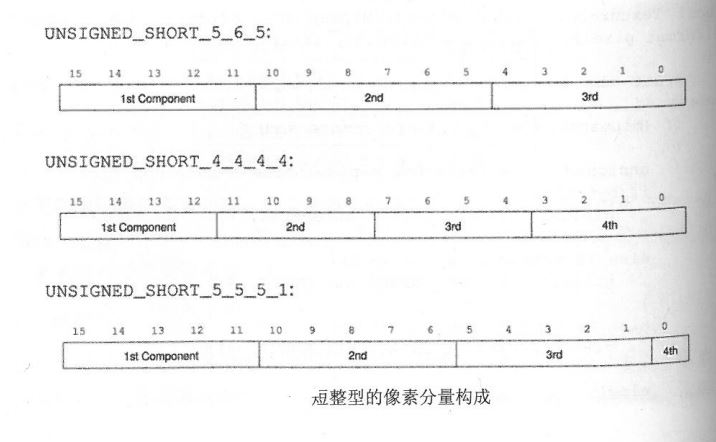 UNSIGNED_SHORT_5_6_5:
15 14 13 12 11 10 9 8 7 6 5 4 3 2 1 0
1st Component 2nd 3rd
UNSIGNED_SHORT_4_4_4_4:
15 14 13 12 11 10 9 8 7 6 5 4 3 2 1 0
1st Component 2nd 3rd 4th
UNSIGNED_SHORT_5_5_5_1:
15 14 13 12 11 10 9 8 7 6 5 4 3 2 1 0
1st Component 2nd 3rd 4th
短整型的像素分量构成